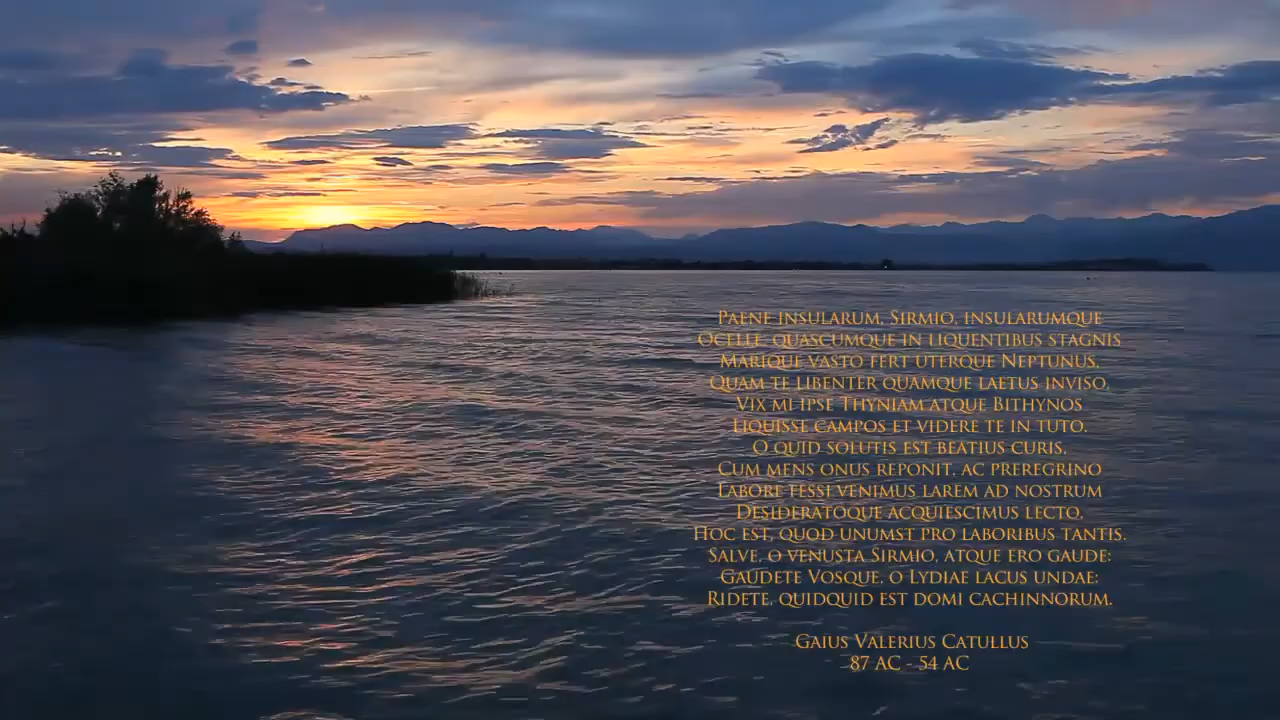 Paene insularum, Sirmio, insularumque
Ocelle, quascumque in liquentibus stagnis
Marique vasto fert uterque Neptunus,
Quam te libenter quamque laetus inviso,
Vix mi ipse Thyniam atque Bithynos
Liquisse campos et videre te in tuto.
O quid solutis est beatius curis,
Cum mens onus reponit, ac preregrino
Labore fessi venimus larem ad nostrum
Desideratoque acquiescimus lecto,
Hoc est, quod unumst pro laboribus tantis.
Salve, o venusta Sirmio, atque ero gaude:
Gaudete Vosque, o Lydiae lacus undae:
Ridete, quidquid est domi cachinnorum.
Gaius Valerius Catullus
87 AC - 54 AC